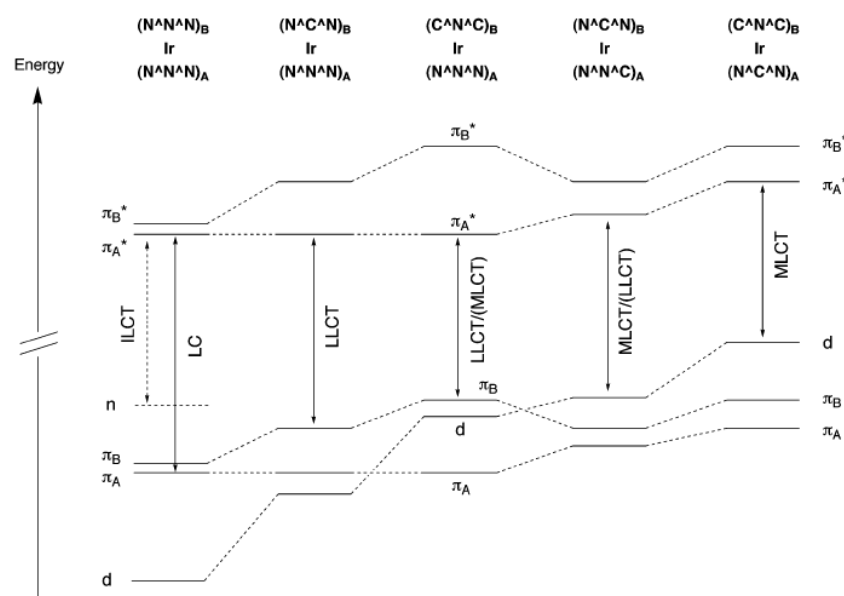 (N^N^N)B (N^C^N)B (C^N^C)B (N^C^N)B (C^N^C)B
Ir Ir Ir Ir Ir
(N^N^N)A (N^N^N)A (N^N^N)A (N^N^C)A (N^C^N)A
Energy
πB* πB*
πA*
πB* πA*
πA*
ILCT LC LLCT LLCT/(MLCT) MLCT/(LLCT) MLCT
d
n πB πB
d πA
πB
πA πA
d